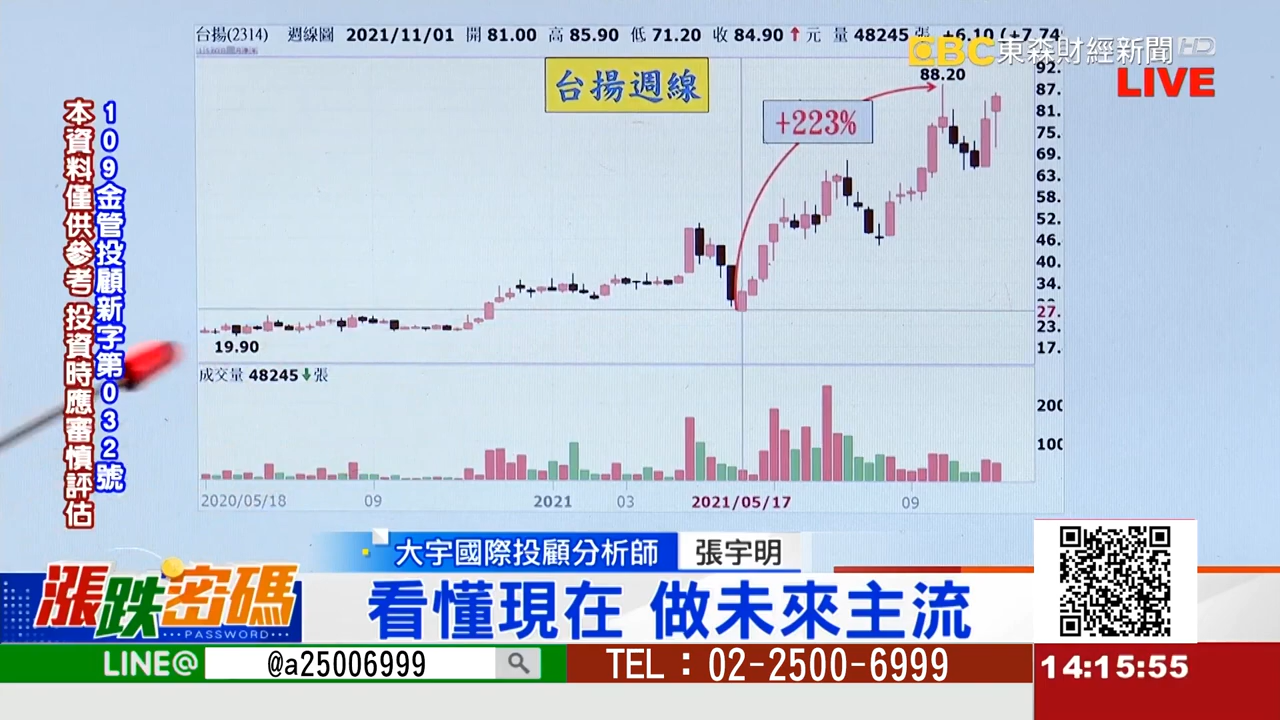 台揚(2314) 週線圖 2021/11/01 開 81.00 高 85.90 低 71.20 收 84.90 ↑ 元 量 48245 張 +6.10 (+7.74%
EBC 東森財經新聞 HD
LIVE
台揚週線
+223%
88.20
92.
87.
81.
75.
69.
63.
58.
52.
46.
40.
34.
27.
23.
17.
19.90
成交量 48245↓張
200
100
2020/05/18 09 2021 03 2021/05/17 09
109金管投顧新字第032號
本資料僅供參考 投資時應審慎評估
大宇國際投顧分析師 張宇明
漲跌密碼
PASSWORD
看懂現在 做未來主流
LINE@ @a25006999 TEL：02-2500-6999
14:15:55